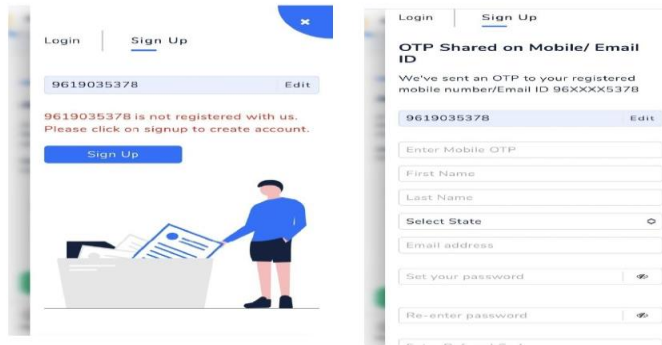 Login
Sign Up
9619035378
Edit
9619035378 is not registered with us.
Please click on signup to create account.
Sign Up
Login
Sign Up
OTP Shared on Mobile/ Email
ID
We've sent an OTP to your registered
mobile number/Email ID 96XXXX5378
9619035378
Edit
Enter Mobile OTP
First Name
Last Name
Select State
Email address
Set your password
Re-enter password